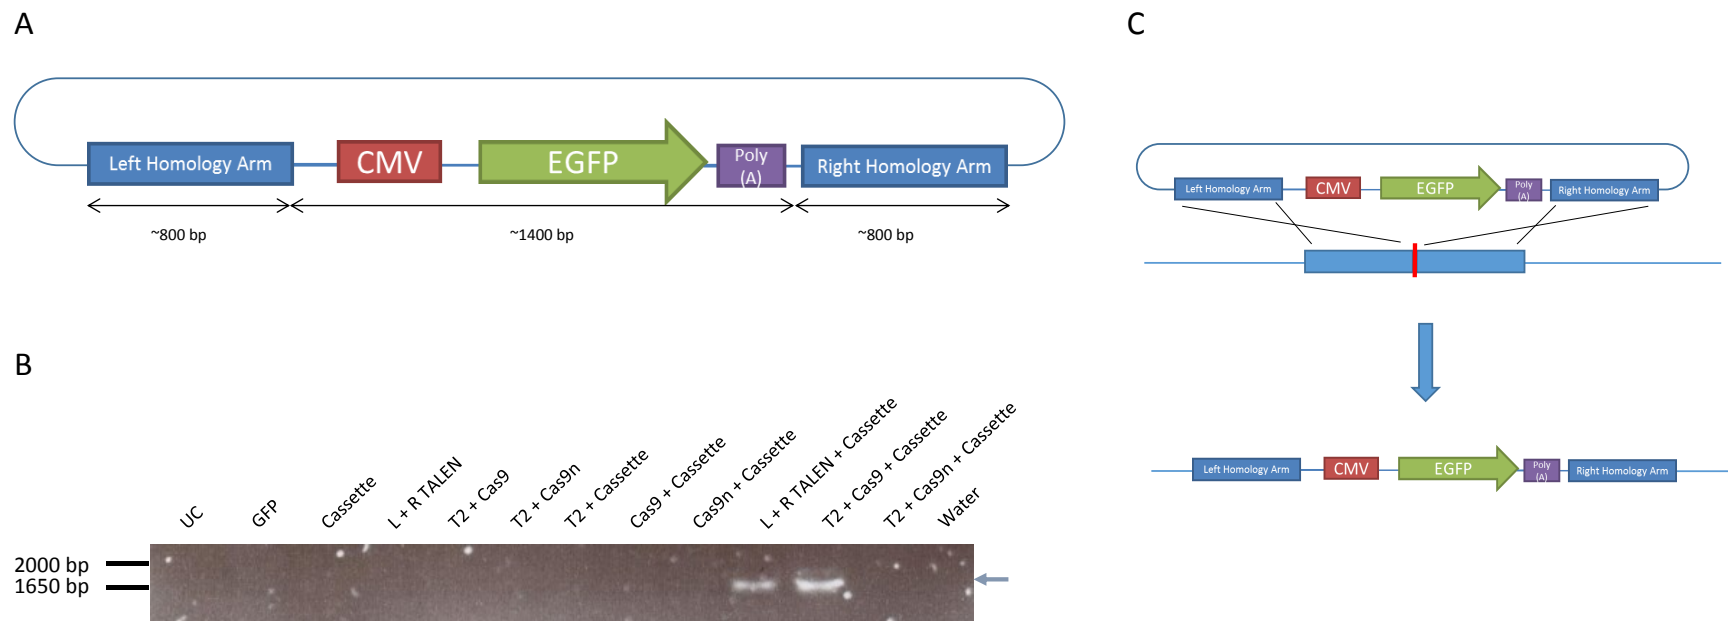 A
Left Homology Arm
CMV
EGFP
Poly
(A)
Right Homology Arm
~800 bp
~1400 bp
~800 bp
B
UC
GFP
Cassette
L + R TALEN
T2 + Cas9
T2 + Cas9n
T2 + Cassette
Cas9 + Cassette
Cas9n + Cassette
L + R TALEN + Cassette
T2 + Cas9 + Cassette
T2 + Cas9n + Cassette
Water
2000 bp
1650 bp
C
Left Homology Arm
CMV
EGFP
Poly
(A)
Right Homology Arm
Left Homology Arm
CMV
EGFP
Poly
(A)
Right Homology Arm